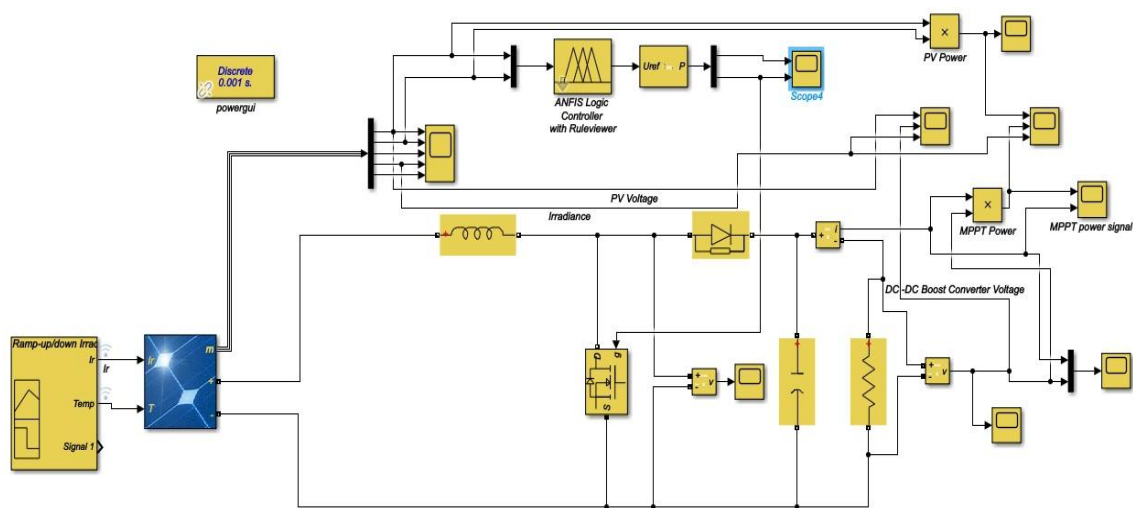 PV Power
Discrete
0.001 s.
powergui
Uref
P
ANFIS Logic
Controller
with Ruleviewer
Scope4
PV Voltage
Irradiance
MPPT Power
MPPT power signal
i
+
-
DC -DC Boost Converter Voltage
Ramp-up/down Irrad
Ir
Ir
Temp
Signal 1
Ir
T
m
+
-
g
S
+
-
v
+
-
v